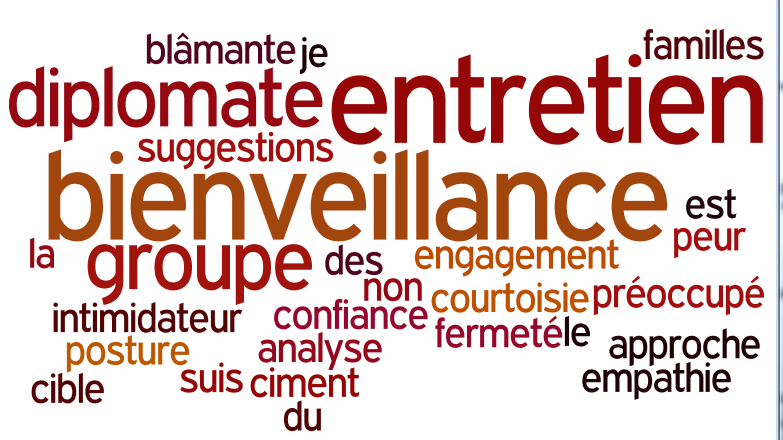 blâmante je familles
diplomate entretien
suggestions
bienveillance est
peur
la groupe des engagement
non courtoisie préoccupé
intimidateur confiance fermeté le
posture analyse approche
cible suis ciment empathie
du